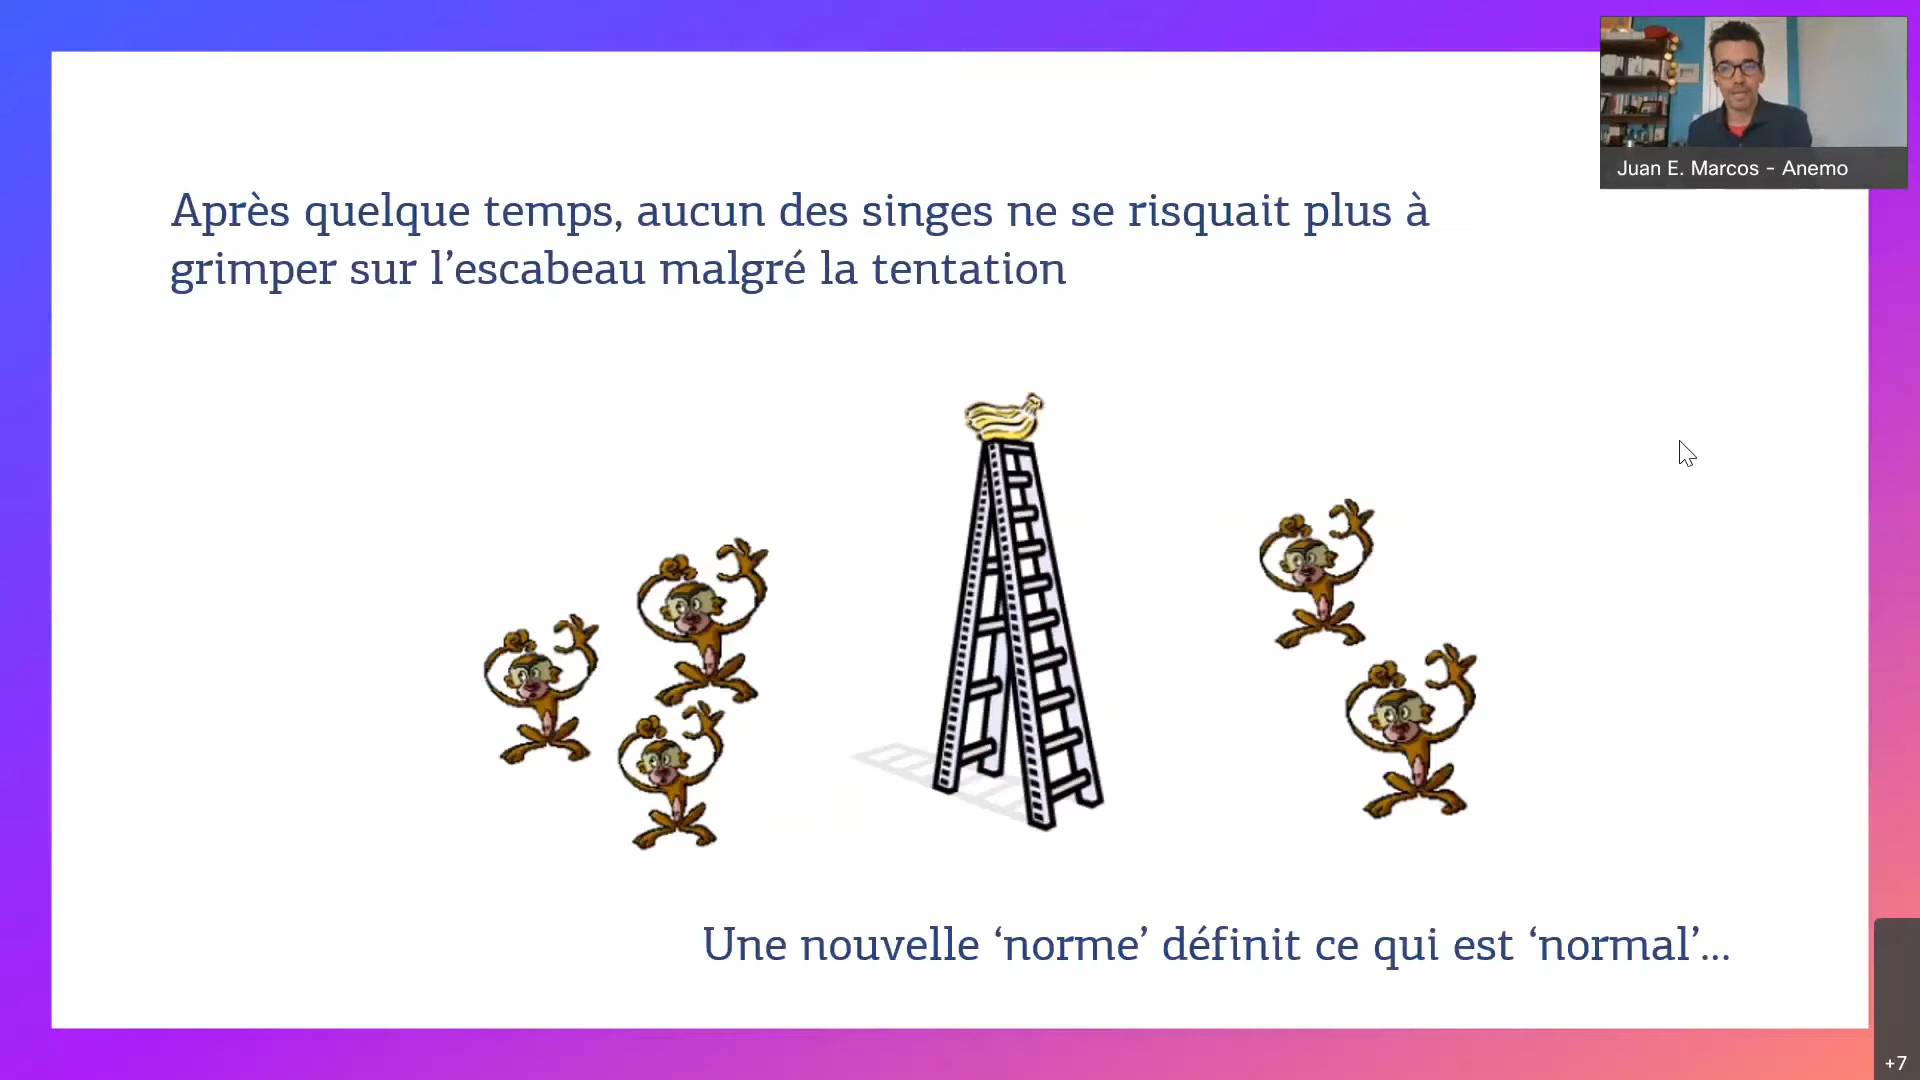 Juan E. Marcos - Anemo
Après quelque temps, aucun des singes ne se risquait plus à
grimper sur l’escabeau malgré la tentation
Une nouvelle ‘norme’ définit ce qui est ‘normal’...
+7